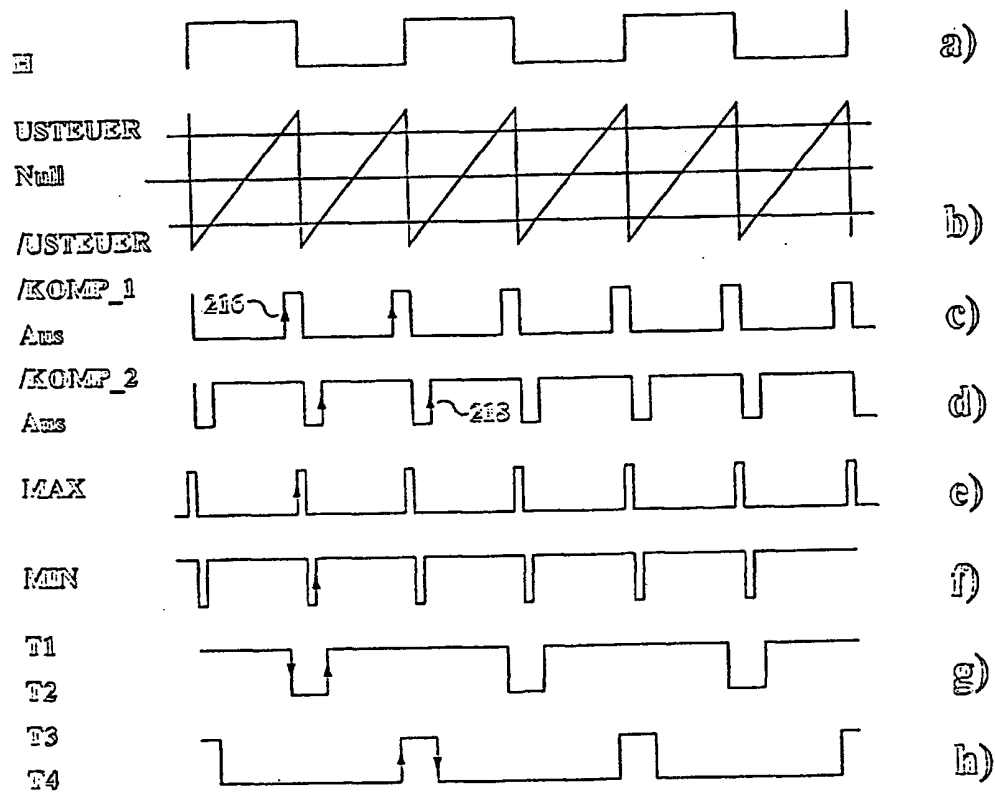 H
a)
USTEUER
Null
/USTEUER
b)
/KOMP_1
216
Aus
c)
/KOMP_2
Aus
218
d)
MAX
e)
MIN
f)
T1
T2
g)
T3
T4
h)